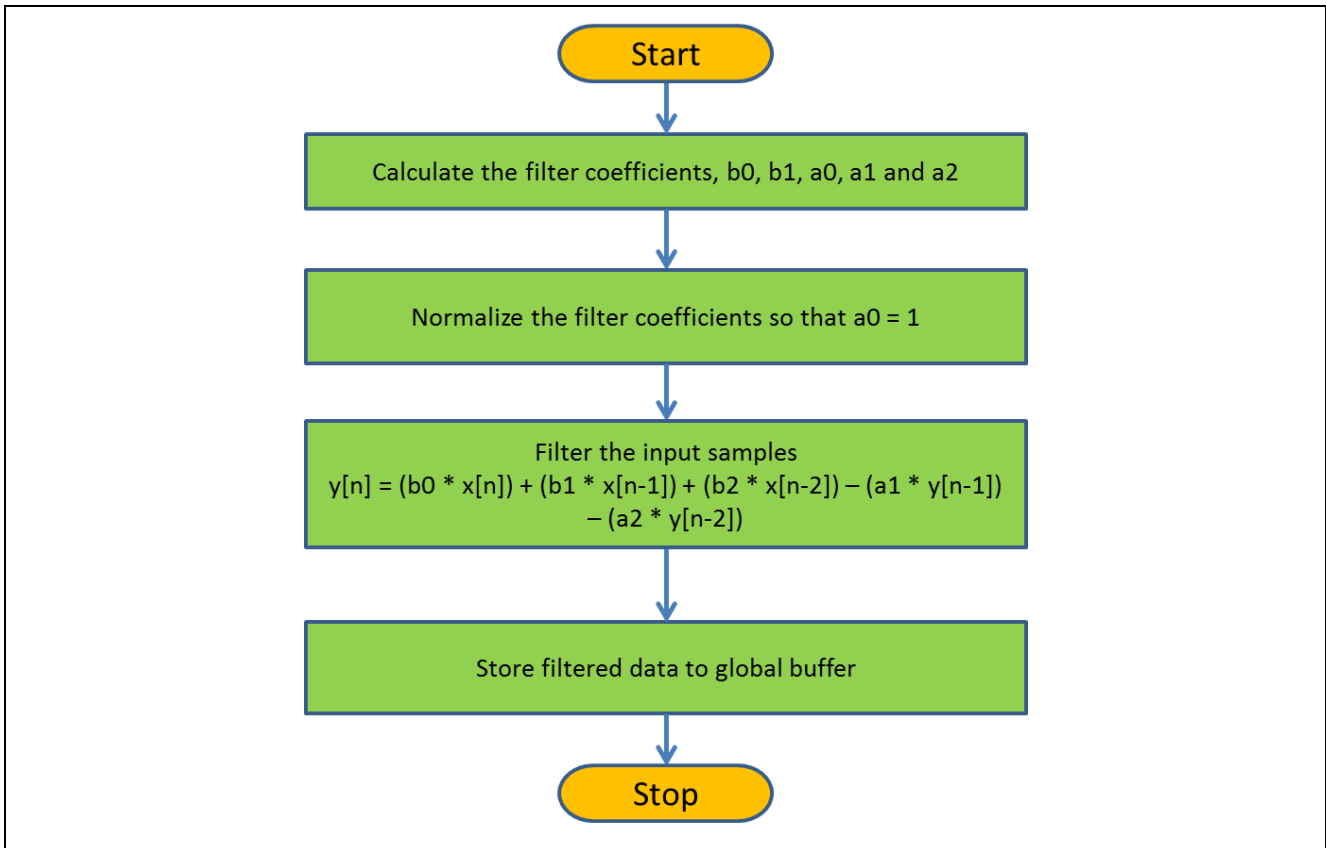 Start
Calculate the filter coefficients, b0, b1, a0, a1 and a2
Normalize the filter coefficients so that a0 = 1
Filter the input samples
y[n] = (b0 * x[n]) + (b1 * x[n-1]) + (b2 * x[n-2]) – (a1 * y[n-1])
– (a2 * y[n-2])
Store filtered data to global buffer
Stop